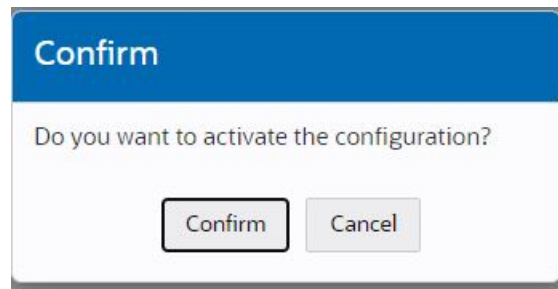 Confirm
Do you want to activate the configuration?
Confirm Cancel